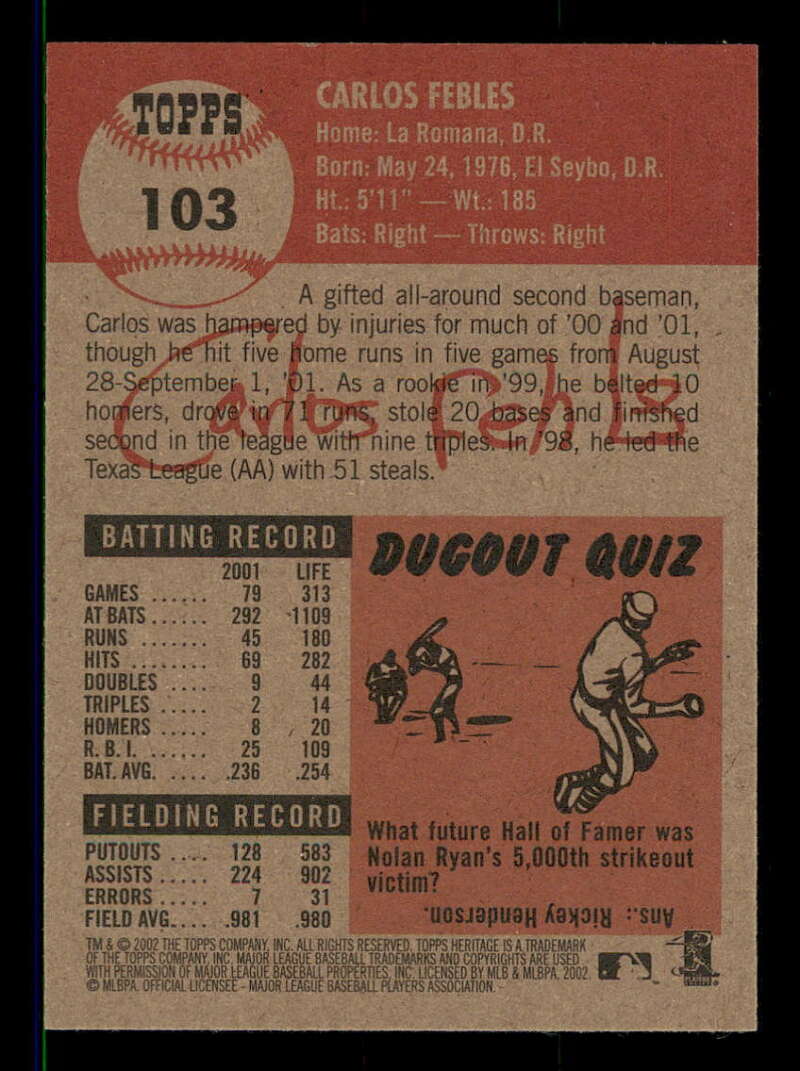 TOPPS
103
CARLOS FEBLES
Home: La Romana, D.R.
Born: May 24, 1976, El Seybo, D.R.
Ht.: 5'11" — Wt.: 185
Bats: Right — Throws: Right
A gifted all-around second baseman,
Carlos was hampered by injuries for much of '00 and '01,
though he hit five home runs in five games from August
28-September 1, '01. As a rookie in '99, he belted 10
homers, drove in 71 runs, stole 20 bases and finished
second in the league with nine triples. In '98, he led the
Texas League (AA) with 51 steals.
Carlos Febles
BATTING RECORD
2001 LIFE
GAMES ...... 79 313
AT BATS ...... 292 1109
RUNS ....... 45 180
HITS ........ 69 282
DOUBLES .... 9 44
TRIPLES ..... 2 14
HOMERS ..... 8 20
R.B.I. ...... 25 109
BAT. AVG. .... .236 .254
FIELDING RECORD
PUTOUTS .... 128 583
ASSISTS ..... 224 902
ERRORS ..... 7 31
FIELD AVG.... .981 .980
DUGOUT QUIZ
What future Hall of Famer was
Nolan Ryan's 5,000th strikeout
victim?
Ans.: Rickey Henderson.
TM & © 2002 THE TOPPS COMPANY, INC. ALL RIGHTS RESERVED. TOPPS HERITAGE IS A TRADEMARK
OF THE TOPPS COMPANY, INC. MAJOR LEAGUE BASEBALL TRADEMARKS AND COPYRIGHTS ARE USED
WITH PERMISSION OF MAJOR LEAGUE BASEBALL PROPERTIES, INC. LICENSED BY MLB & MLBPA, 2002.
© MLBPA. OFFICIAL LICENSEE - MAJOR LEAGUE BASEBALL PLAYERS ASSOCIATION.